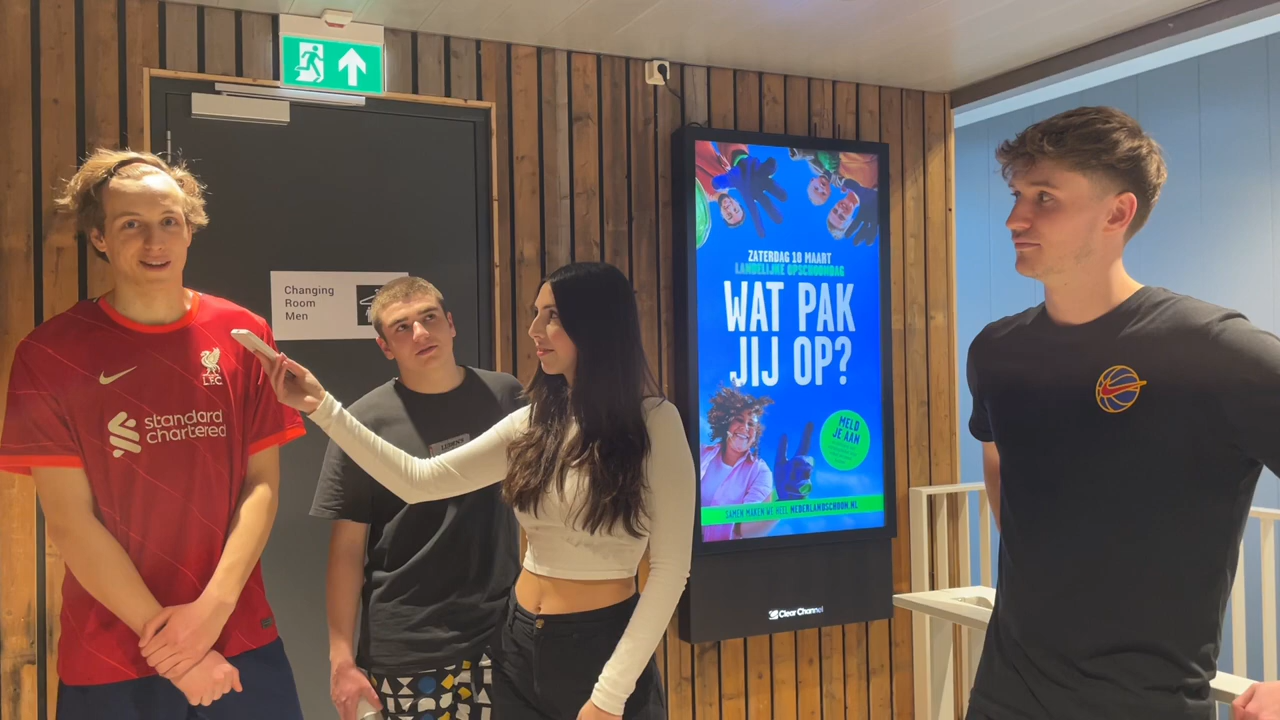 Changing
Room
Men
LFC
standard
chartered
ZATERDAG 10 MAART
LANDELIJKE OPSCHOONDAG
WAT PAK
JIJ OP?
MELD
JE AAN
SAMEN MAKEN WE HEEL NEDERLANDSCHOON.NL
Clear Channel